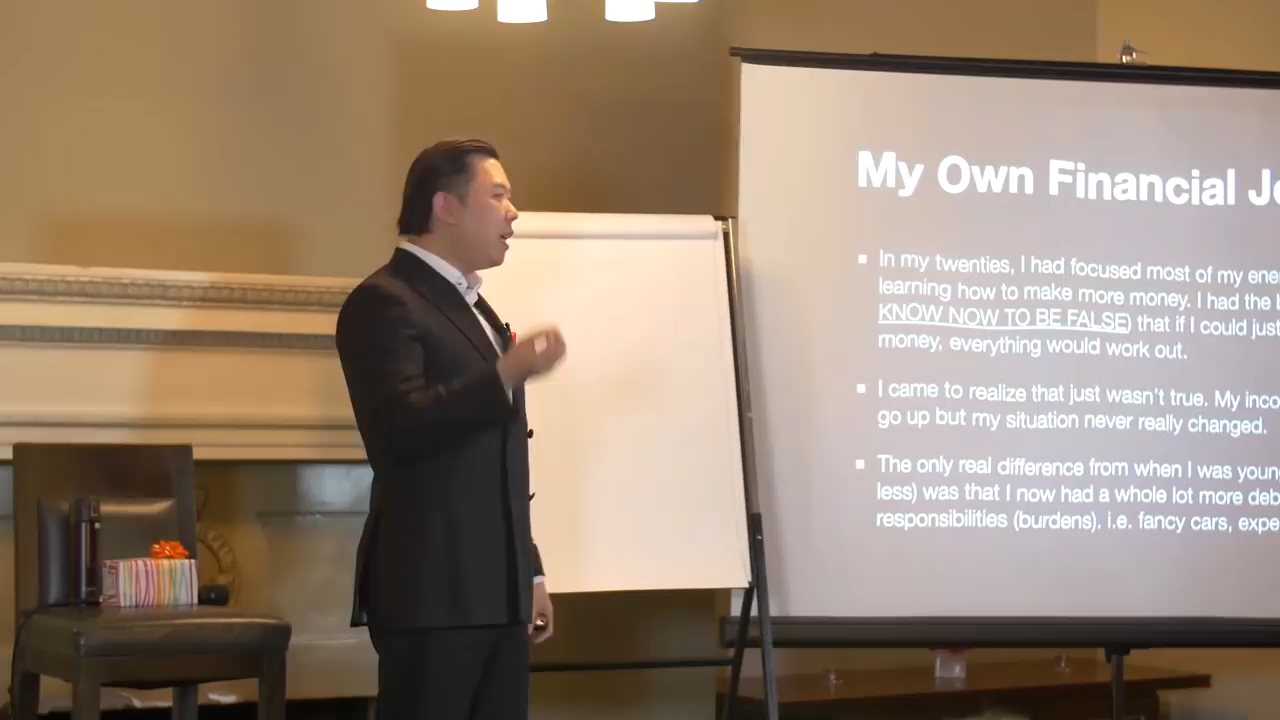 My Own Financial
In my twenties, I had focused most of my
learning how to make more money. I had the
KNOW NOW TO BE FALSE) that if I could just
money, everything would work out.
I came to realize that just wasn't true. My
go up but my situation never really changed.
The only real difference from when I was
less) was that I now had a whole lot more
responsibilities (burdens). i.e. fancy cars,